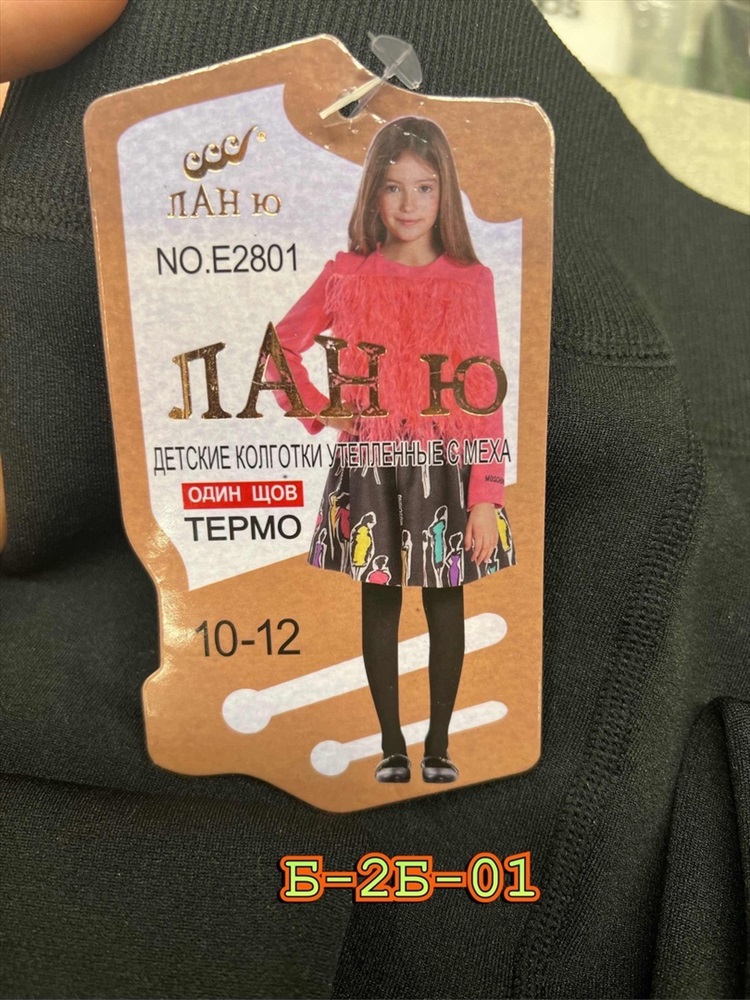 ЛАН Ю
NO.E2801
ЛАН Ю
ДЕТСКИЕ КОЛГОТКИ УТЕПЛЕННЫЕ С МЕХА
ОДИН ЩОВ
ТЕРМО
10-12
Б-2Б-01